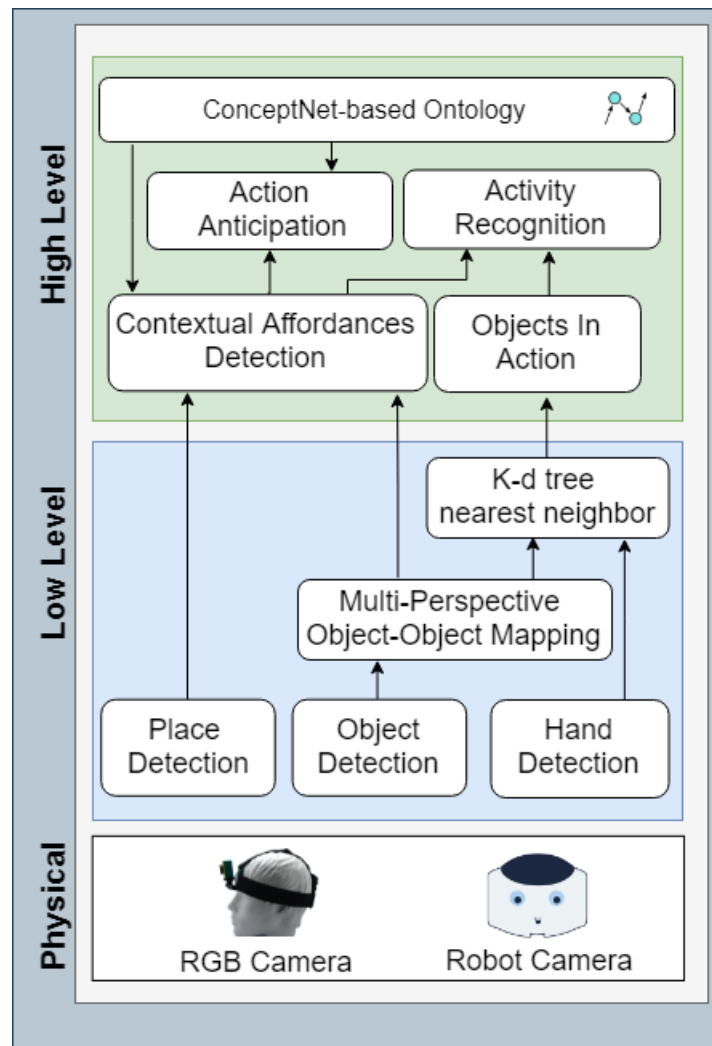 High Level
ConceptNet-based Ontology
Action
Anticipation
Activity
Recognition
Contextual Affordances
Detection
Objects In
Action
Low Level
K-d tree
nearest neighbor
Multi-Perspective
Object-Object Mapping
Place
Detection
Object
Detection
Hand
Detection
Physical
RGB Camera
Robot Camera